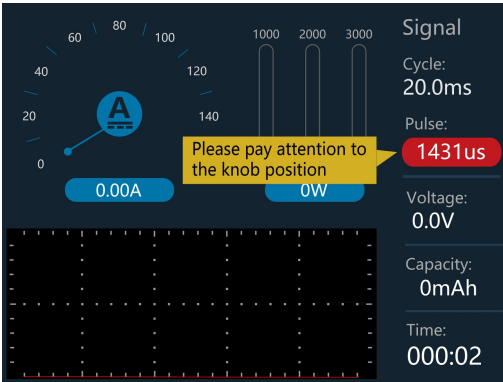 0
20
40
60
80
100
120
140
A
0.00A
1000 2000 3000
0W
Please pay attention to
the knob position
Signal
Cycle:
20.0ms
Pulse:
1431us
Voltage:
0.0V
Capacity:
0mAh
Time:
000:02